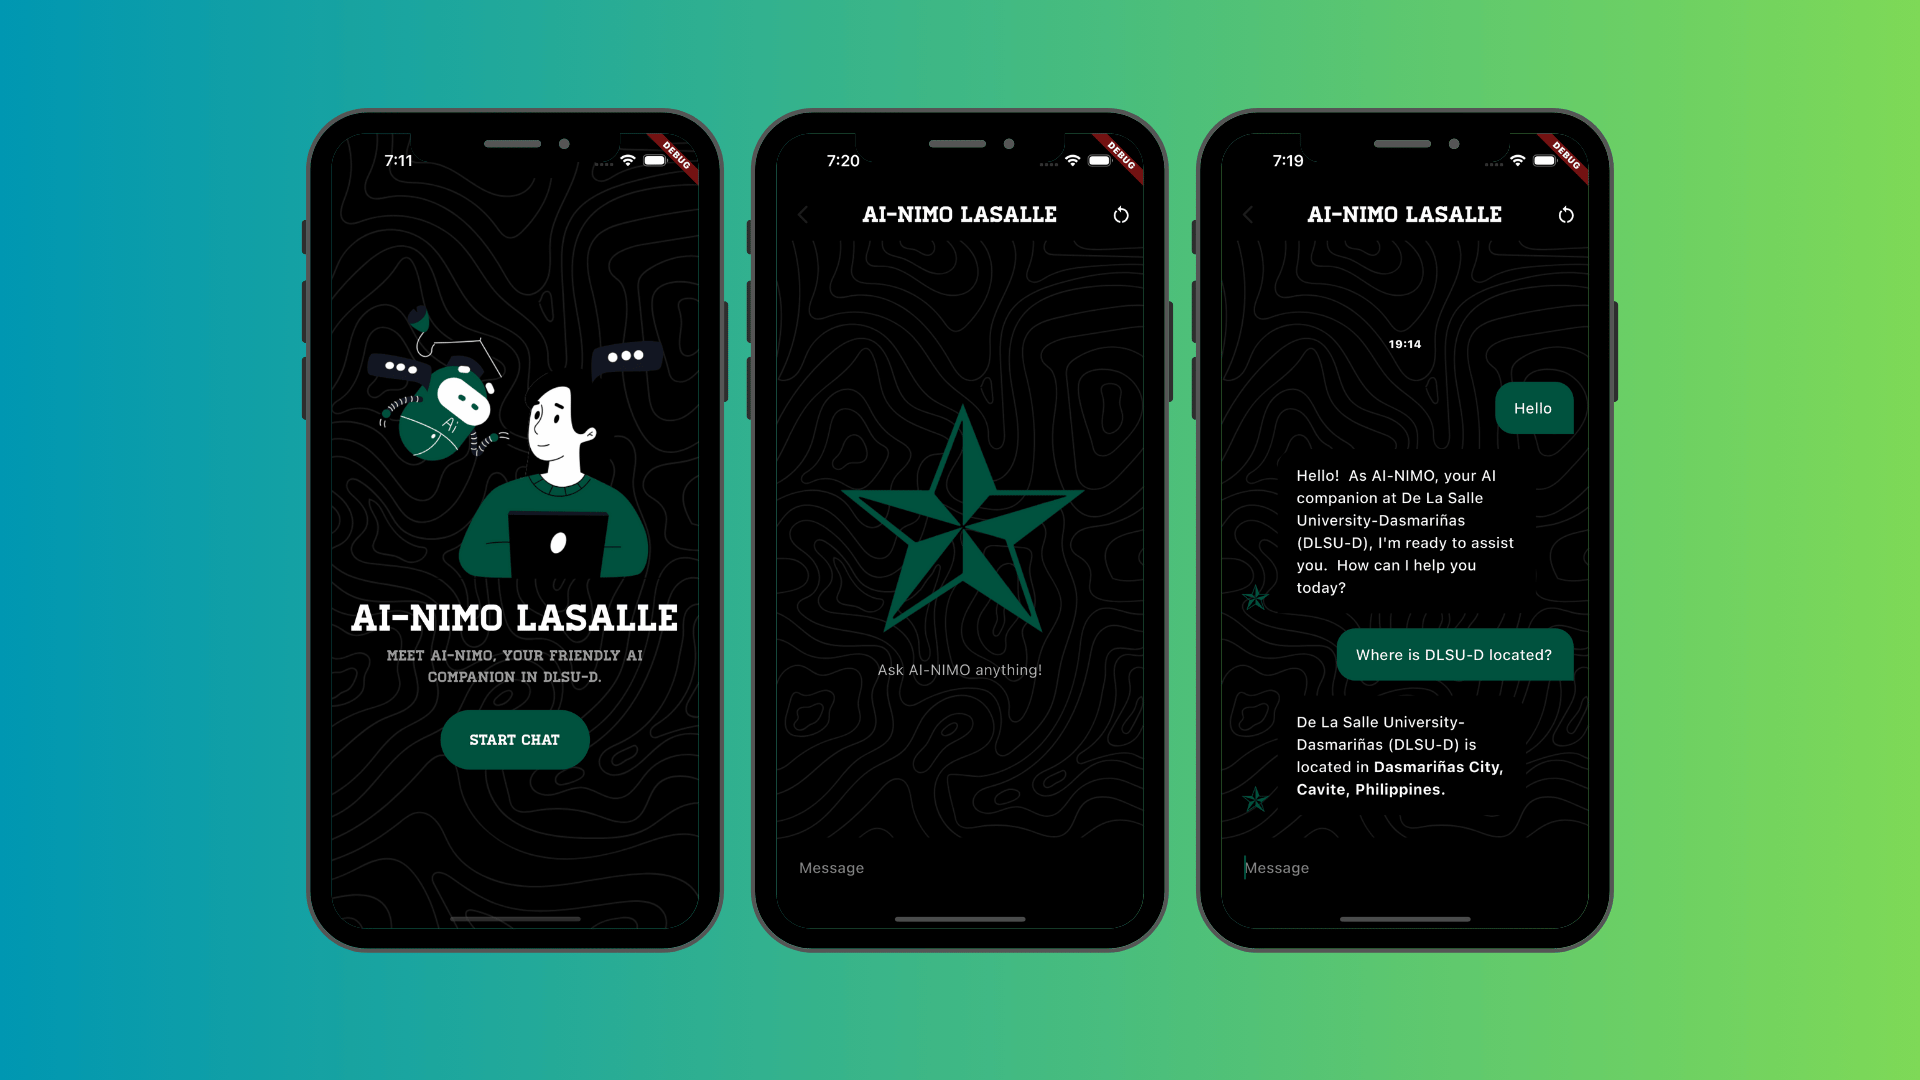 7:11
DEBUG
Ai
AI-NIMO LASALLE
MEET AI-NIMO, YOUR FRIENDLY AI
COMPANION IN DLSU-D.
START CHAT
7:20
DEBUG
AI-NIMO LASALLE
Ask AI-NIMO anything!
Message
7:19
DEBUG
AI-NIMO LASALLE
19:14
Hello
Hello! As AI-NIMO, your AI
companion at De La Salle
University-Dasmariñas
(DLSU-D), I'm ready to assist
you. How can I help you
today?
Where is DLSU-D located?
De La Salle University-
Dasmariñas (DLSU-D) is
located in Dasmariñas City,
Cavite, Philippines.
Message